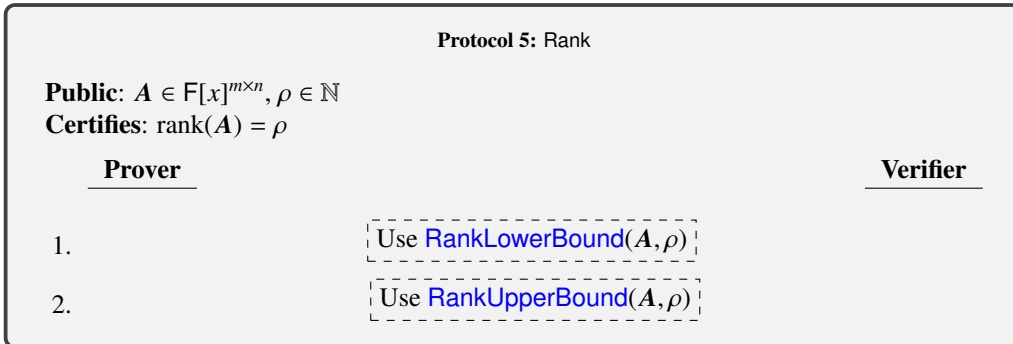 Protocol 5: Rank
Public: A ∈ F[x]^{m×n}, ρ ∈ ℕ
Certifies: rank(A) = ρ
Prover Verifier
1. Use RankLowerBound(A, ρ)
2. Use RankUpperBound(A, ρ)